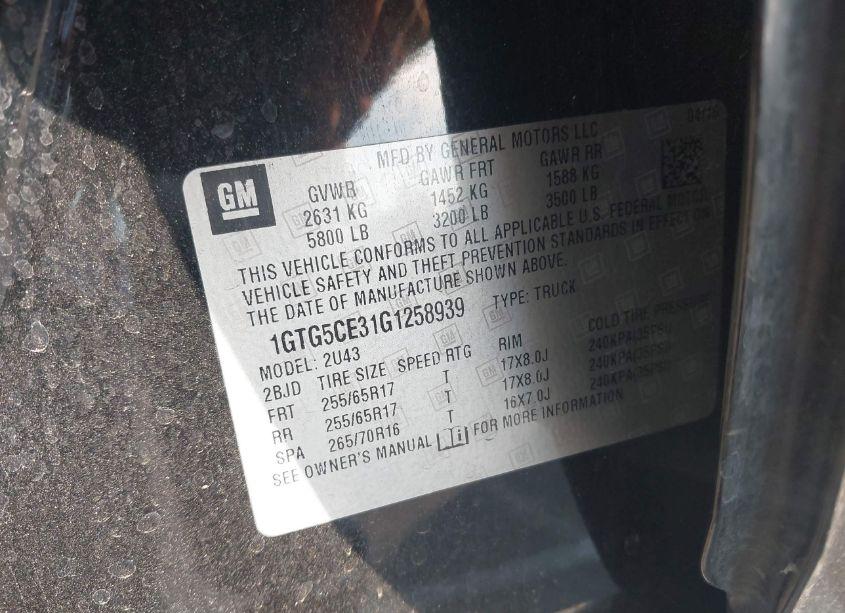 04/16
MFD BY GENERAL MOTORS LLC
GM
GVWR GAWR FRT GAWR RR
2631 KG 1452 KG 1588 KG
5800 LB 3200 LB 3500 LB
THIS VEHICLE CONFORMS TO ALL APPLICABLE U.S. FEDERAL MOTOR
VEHICLE SAFETY AND THEFT PREVENTION STANDARDS IN EFFECT ON
THE DATE OF MANUFACTURE SHOWN ABOVE.
1GTG5CE31G1258939 TYPE: TRUCK
MODEL: 2U43
2BJD TIRE SIZE SPEED RTG RIM COLD TIRE PRESSURE
FRT 255/65R17 T 17X8.0J 240KPA(35PSI)
RR 255/65R17 T 17X8.0J 240KPA(35PSI)
SPA 265/70R16 T 16X7.0J 240KPA(35PSI)
SEE OWNER'S MANUAL FOR MORE INFORMATION